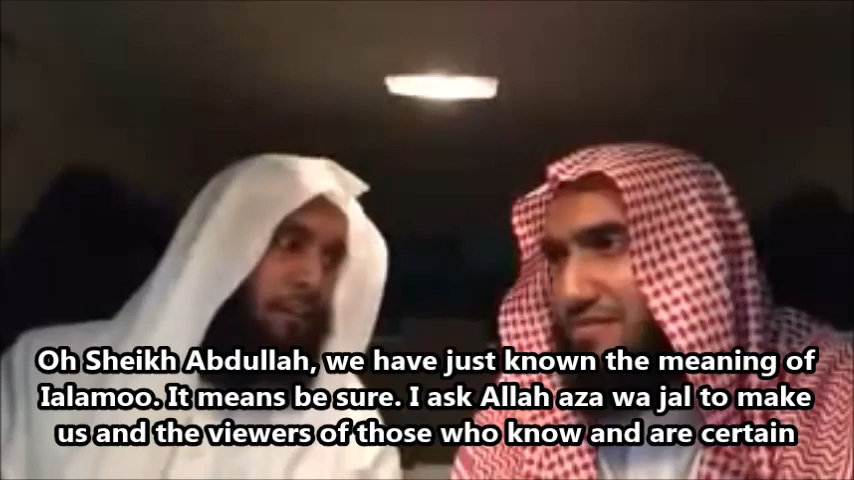 Oh Sheikh Abdullah, we have just known the meaning of
Ialamoo. It means be sure. I ask Allah aza wa jal to make
us and the viewers of those who know and are certain